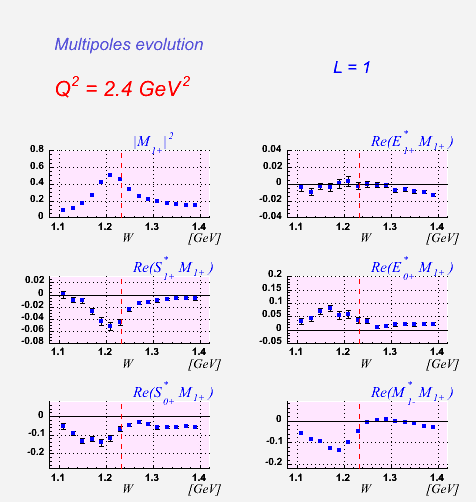 Multipoles evolution
Q² = 2.4 GeV²
L = 1
|M₁₊|²
0.8
0.6
0.4
0.2
0
1.1 1.2 1.3 1.4
W [GeV]
Re(E*₁₊ M₁₊)
0.04
0.02
0
-0.02
-0.04
1.1 1.2 1.3 1.4
W [GeV]
Re(S*₁₊ M₁₊)
0.02
0
-0.02
-0.04
-0.06
-0.08
1.1 1.2 1.3 1.4
W [GeV]
Re(E*₀₊ M₁₊)
0.2
0.15
0.1
0.05
0
-0.05
1.1 1.2 1.3 1.4
W [GeV]
Re(S*₀₊ M₁₊)
0
-0.1
-0.2
1.1 1.2 1.3 1.4
W [GeV]
Re(M*₁₋ M₁₊)
0
-0.1
-0.2
1.1 1.2 1.3 1.4
W [GeV]